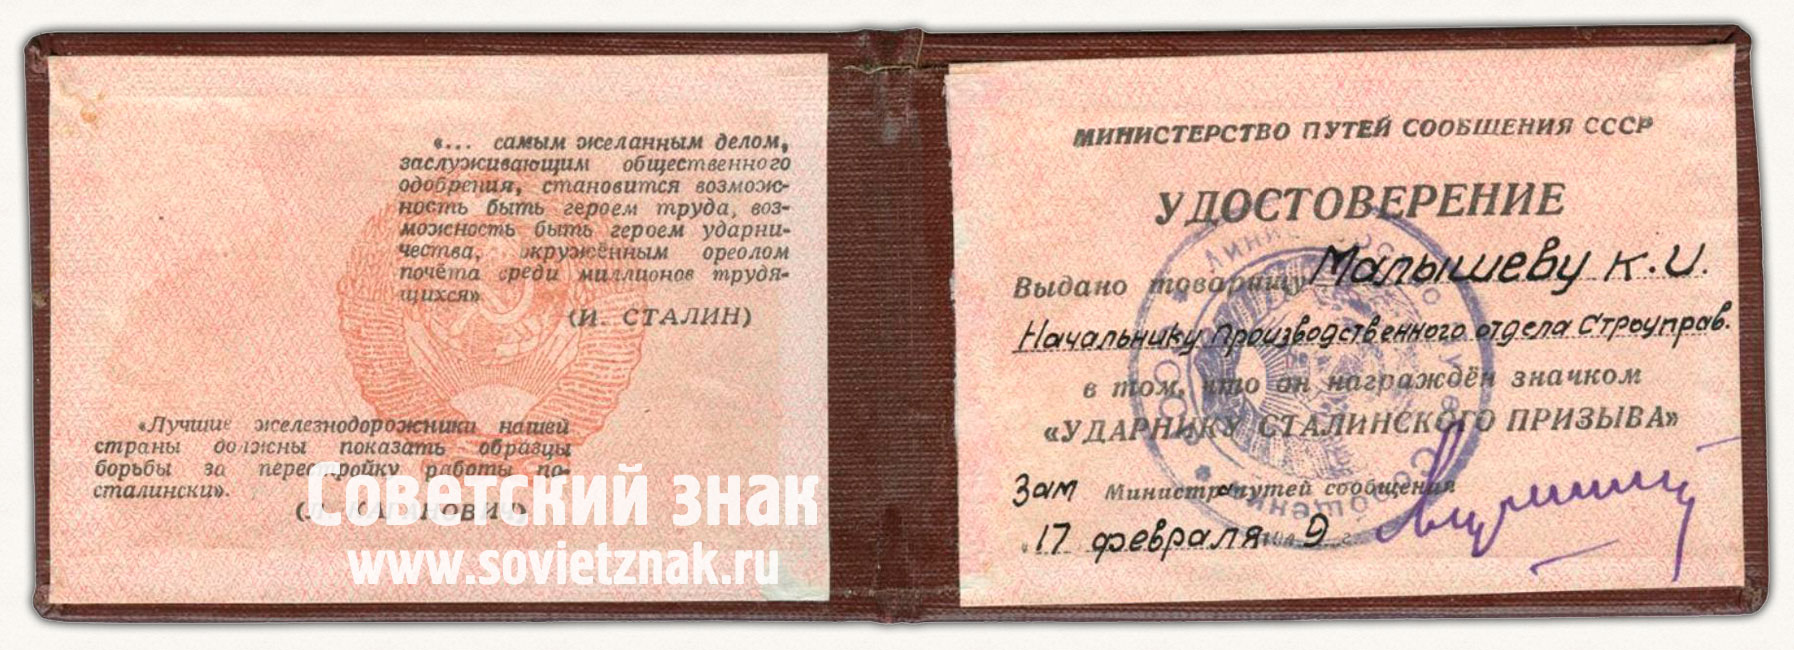 «... самым желанным делом,
заслуживающим общественного
одобрения, становится возмож-
ность быть героем труда, воз-
можность быть героем ударни-
чества, окружённым ореолом
почёта среди миллионов трудя-
щихся»
(И. СТАЛИН)
«Лучшие железнодорожники нашей
страны должны показать образцы
борьбы за перестройку работы по-
сталински».
(Л. КАГАНОВИЧ)
Советский знак
www.sovietznak.ru
МИНИСТЕРСТВО ПУТЕЙ СООБЩЕНИЯ СССР
УДОСТОВЕРЕНИЕ
Выдано товарищу Малышеву К.И.
Начальнику Производственного отдела Строуправ.
в том, что он награждён значком
«УДАРНИКУ СТАЛИНСКОГО ПРИЗЫВА»
Зам Министра путей сообщения
"17 февраля 194 9 г.